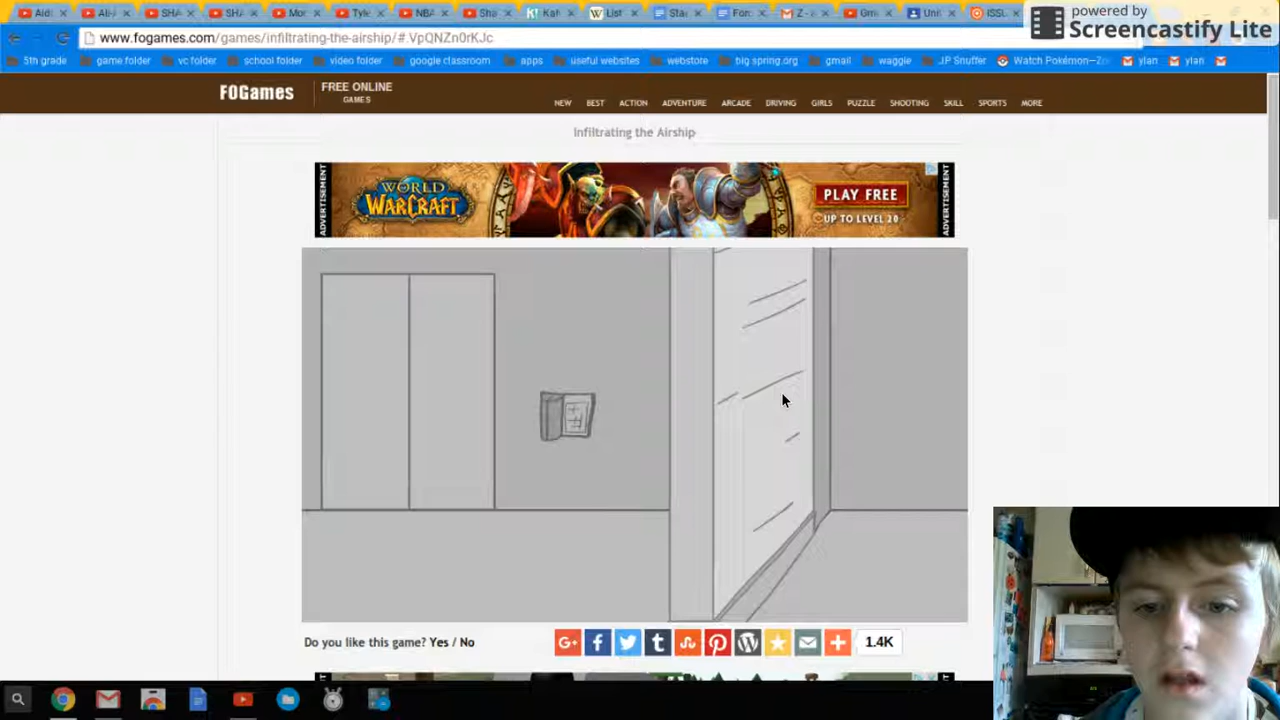 powered by
Screencastify Lite
www.fogames.com/games/infiltrating-the-airship/#.VpQNZn0rKJc
5th grade game folder vc folder school folder video folder google classroom apps useful websites webstore big spring.org gmail waggle J.P Snuffer Watch Pokémon—Z ylan ylan
FOGames FREE ONLINE
GAMES
NEW BEST ACTION ADVENTURE ARCADE DRIVING GIRLS PUZZLE SHOOTING SKILL SPORTS MORE
Infiltrating the Airship
ADVERTISEMENT WORLD WARCRAFT PLAY FREE ADVERTISEMENT
UP TO LEVEL 20
Do you like this game? Yes / No 1.4K